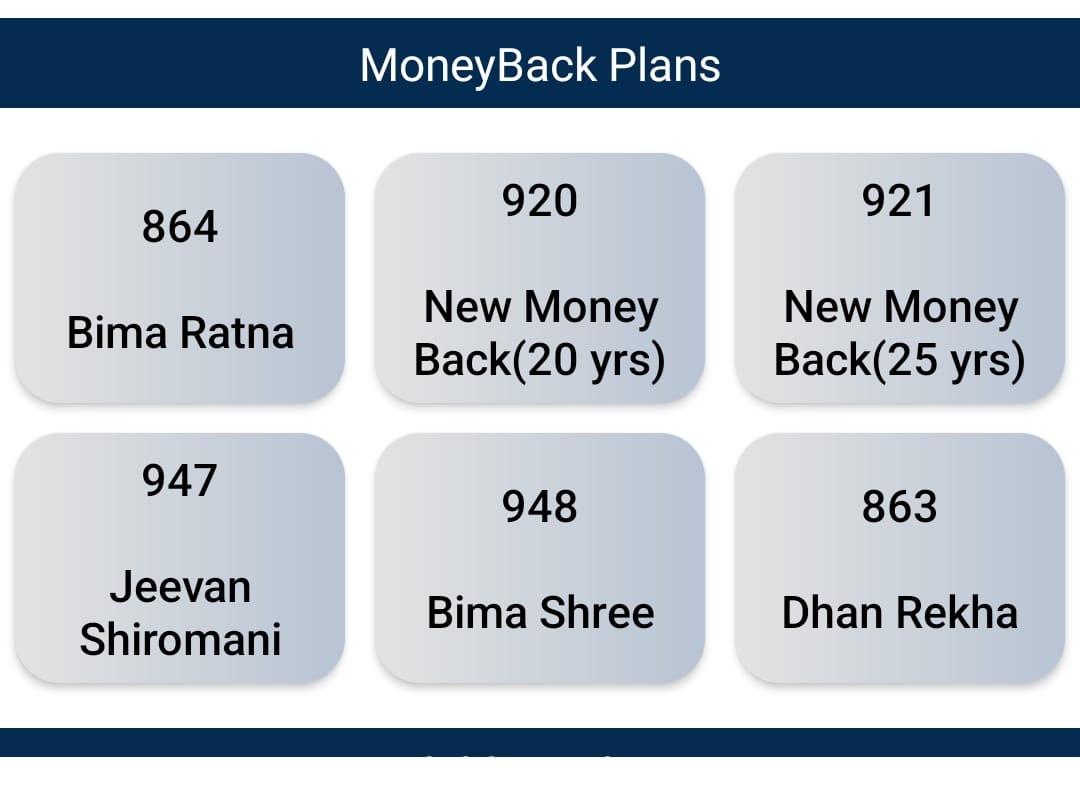 MoneyBack Plans
864
Bima Ratna
920
New Money
Back(20 yrs)
921
New Money
Back(25 yrs)
947
Jeevan
Shiromani
948
Bima Shree
863
Dhan Rekha